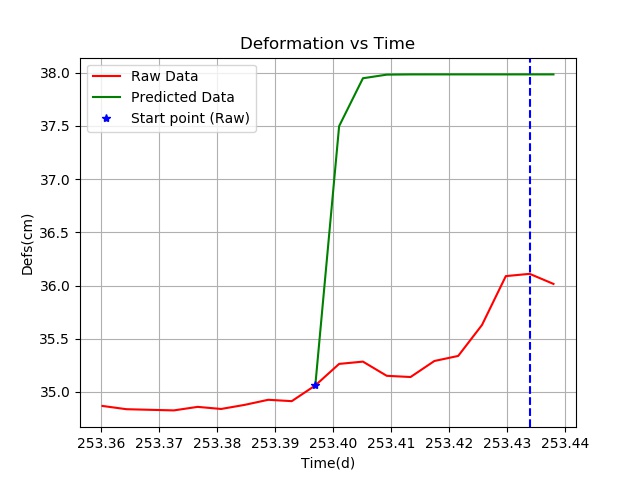 Deformation vs Time
Raw Data
Predicted Data
Start point (Raw)
38.0
37.5
37.0
36.5
36.0
35.5
35.0
Defs(cm)
253.36 253.37 253.38 253.39 253.40 253.41 253.42 253.43 253.44
Time(d)